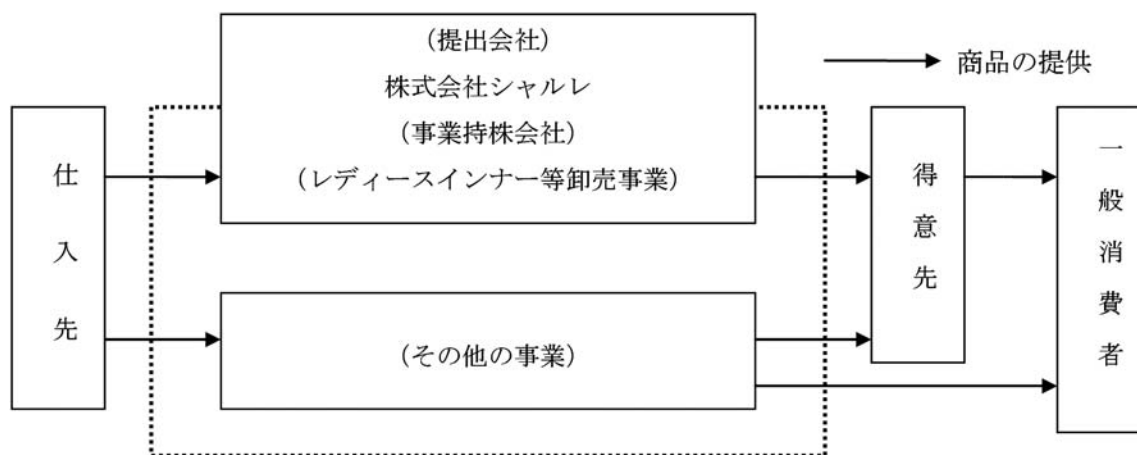 (提出会社)
株式会社シャルレ
(事業持株会社)
(レディースインナー等卸売事業)
商品の提供
仕入先
得意先
一般消費者
(その他の事業)